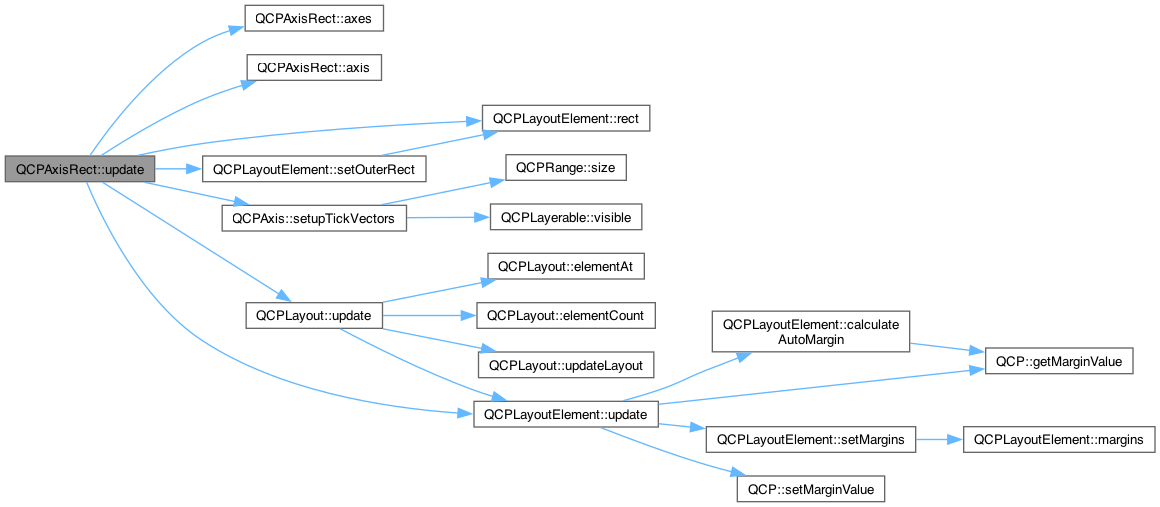 QCPAxisRect::axes
QCPAxisRect::axis
QCPLayoutElement::rect
QCPAxisRect::update
QCPLayoutElement::setOuterRect
QCPRange::size
QCPAxis::setupTickVectors
QCPLayerable::visible
QCPLayout::elementAt
QCPLayout::update
QCPLayout::elementCount
QCPLayoutElement::calculate
AutoMargin
QCP::getMarginValue
QCPLayout::updateLayout
QCPLayoutElement::update
QCPLayoutElement::setMargins
QCPLayoutElement::margins
QCP::setMarginValue